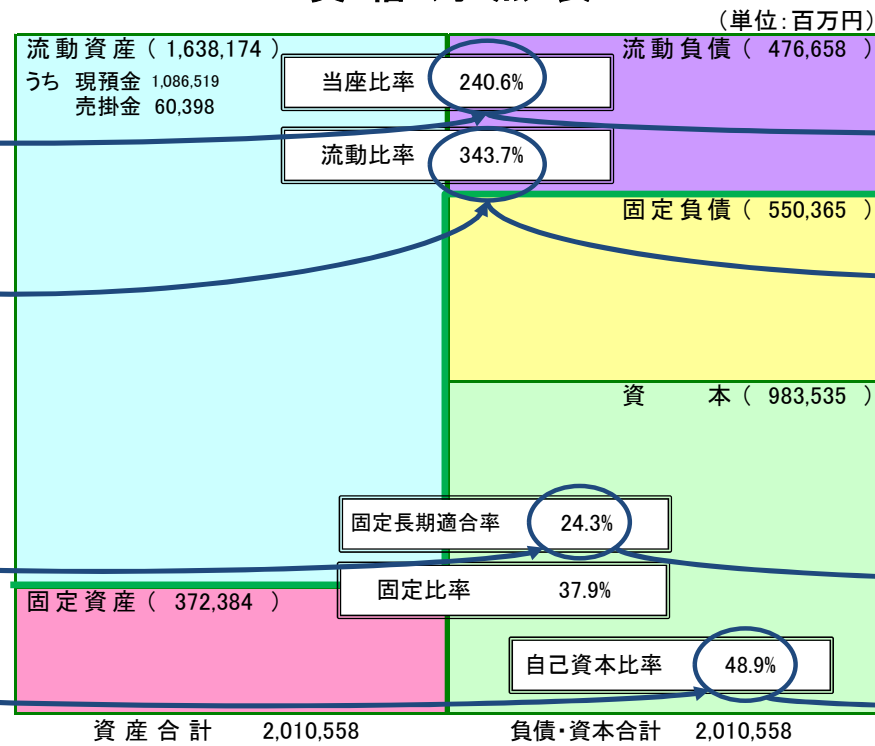 (単位:百万円)
流動資産( 1,638,174 )
うち 現預金 1,086,519
売掛金 60,398
当座比率 240.6%
流動比率 343.7%
流動負債( 476,658 )
固定負債( 550,365 )
資 本( 983,535 )
固定長期適合率 24.3%
固定比率 37.9%
固定資産( 372,384 )
自己資本比率 48.9%
資産合計 2,010,558
負債・資本合計 2,010,558